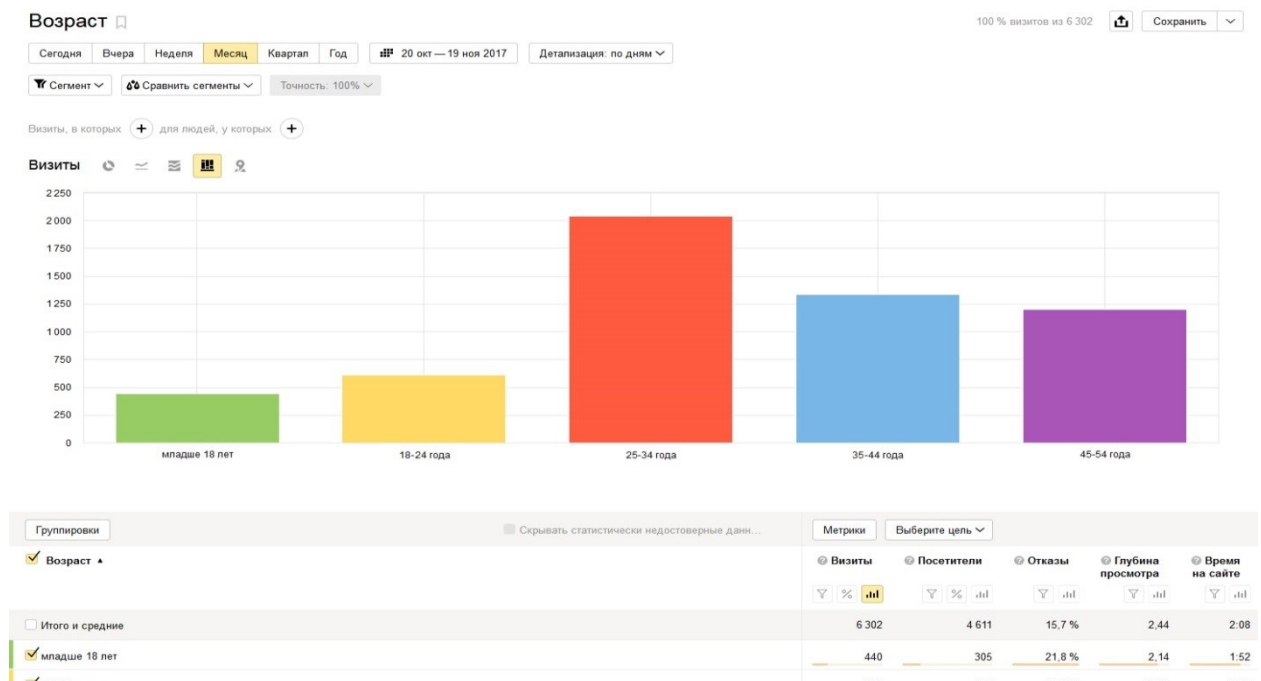 Возраст
100 % визитов из 6 302 Сохранить
Сегодня Вчера Неделя Месяц Квартал Год 20 окт — 19 ноя 2017 Детализация: по дням
Сегмент Сравнить сегменты Точность: 100%
Визиты, в которых + для людей, у которых +
Визиты
2 250
2 000
1 750
1 500
1 250
1 000
750
500
250
0
младше 18 лет 18-24 года 25-34 года 35-44 года 45-54 года
Группировки Скрывать статистически недостоверные данн... Метрики Выберите цель
Возраст Визиты Посетители Отказы Глубина просмотра Время на сайте
% %
Итого и средние 6 302 4 611 15,7 % 2,44 2:08
младше 18 лет 440 305 21,8 % 2,14 1:52